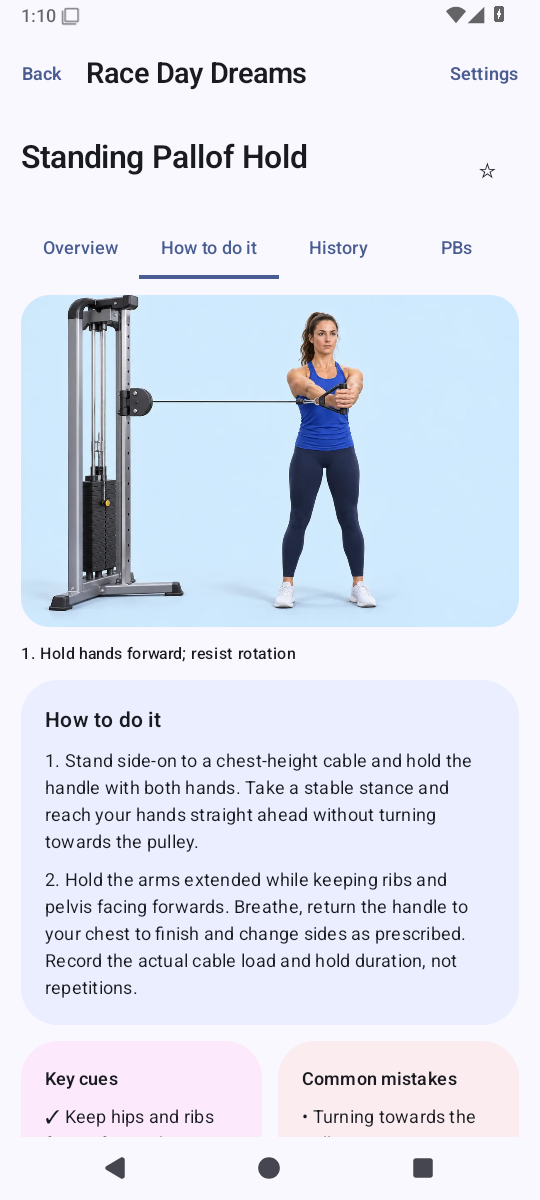 1:10
Back Race Day Dreams Settings
Standing Pallof Hold
☆
Overview How to do it History PBs
1. Hold hands forward; resist rotation
How to do it
1. Stand side-on to a chest-height cable and hold the
handle with both hands. Take a stable stance and
reach your hands straight ahead without turning
towards the pulley.
2. Hold the arms extended while keeping ribs and
pelvis facing forwards. Breathe, return the handle to
your chest to finish and change sides as prescribed.
Record the actual cable load and hold duration, not
repetitions.
Key cues
✓ Keep hips and ribs
Common mistakes
• Turning towards the